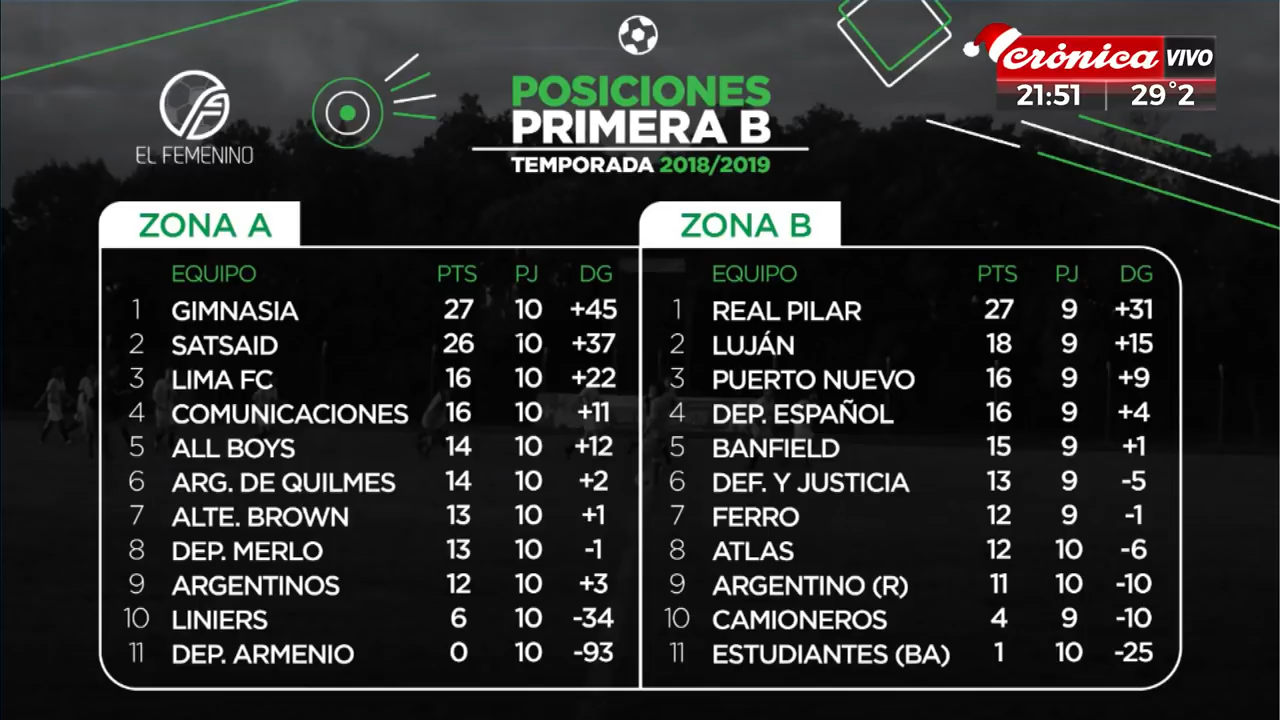 Crónica VIVO
21:51 29°2
EL FEMENINO
POSICIONES
PRIMERA B
TEMPORADA 2018/2019
ZONA A
EQUIPO PTS PJ DG
1 GIMNASIA 27 10 +45
2 SATSAID 26 10 +37
3 LIMA FC 16 10 +22
4 COMUNICACIONES 16 10 +11
5 ALL BOYS 14 10 +12
6 ARG. DE QUILMES 14 10 +2
7 ALTE. BROWN 13 10 +1
8 DEP. MERLO 13 10 -1
9 ARGENTINOS 12 10 +3
10 LINIERS 6 10 -34
11 DEP. ARMENIO 0 10 -93
ZONA B
EQUIPO PTS PJ DG
1 REAL PILAR 27 9 +31
2 LUJÁN 18 9 +15
3 PUERTO NUEVO 16 9 +9
4 DEP. ESPAÑOL 16 9 +4
5 BANFIELD 15 9 +1
6 DEF. Y JUSTICIA 13 9 -5
7 FERRO 12 9 -1
8 ATLAS 12 10 -6
9 ARGENTINO (R) 11 10 -10
10 CAMIONEROS 4 9 -10
11 ESTUDIANTES (BA) 1 10 -25